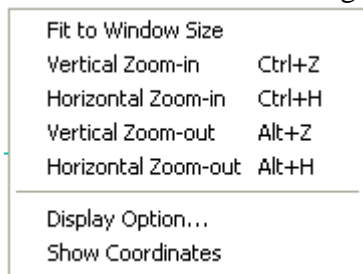 Fit to Window Size
Vertical Zoom-in Ctrl+Z
Horizontal Zoom-in Ctrl+H
Vertical Zoom-out Alt+Z
Horizontal Zoom-out Alt+H
Display Option...
Show Coordinates